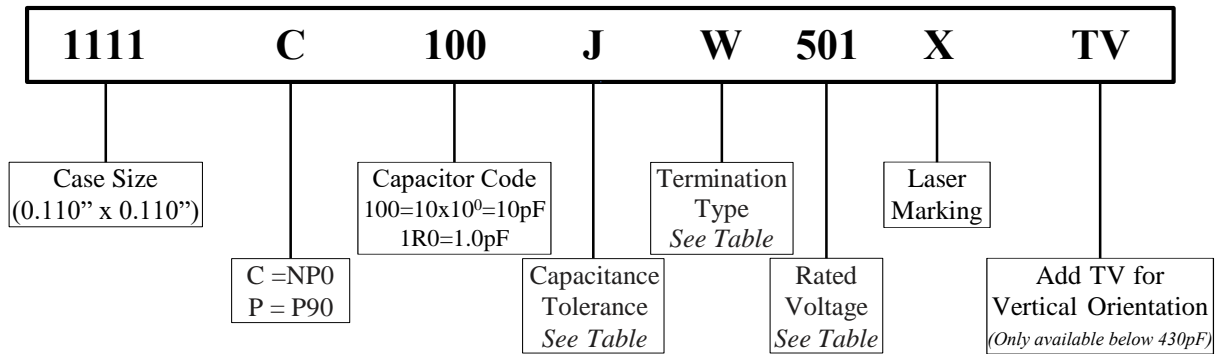 1111 C 100 J W 501 X TV
Case Size
(0.110” x 0.110”)
C =NP0
P = P90
Capacitor Code
100=10x10⁰=10pF
1R0=1.0pF
Capacitance
Tolerance
See Table
Termination
Type
See Table
Rated
Voltage
See Table
Laser
Marking
Add TV for
Vertical Orientation
(Only available below 430pF)